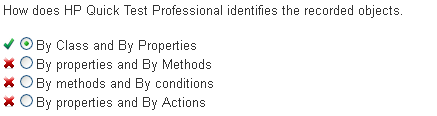 How does HP Quick Test Professional identifies the recorded objects.
By Class and By Properties
By properties and By Methods
By methods and By conditions
By properties and By Actions